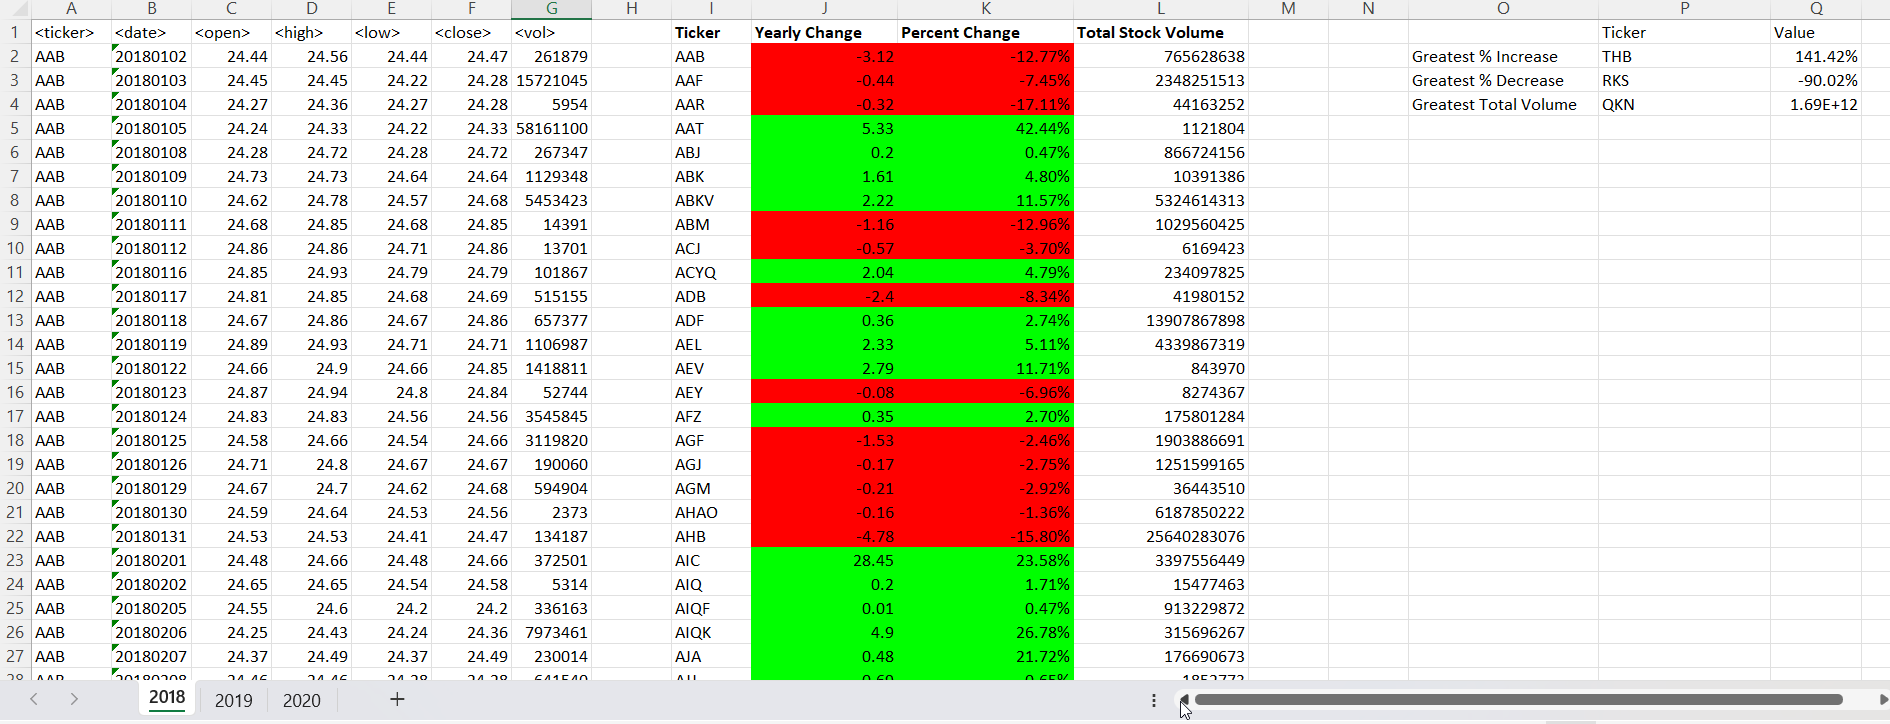 A B C D E F G H I J K L M N O P Q
1 <ticker> <date> <open> <high> <low> <close> <vol> Ticker Yearly Change Percent Change Total Stock Volume Ticker Value
2 AAB 20180102 24.44 24.56 24.44 24.47 261879 AAB -3.12 -12.77% 765628638 Greatest % Increase THB 141.42%
3 AAB 20180103 24.45 24.45 24.22 24.28 15721045 AAF -0.44 -7.45% 2348251513 Greatest % Decrease RKS -90.02%
4 AAB 20180104 24.27 24.36 24.27 24.28 5954 AAR -0.32 -17.11% 44163252 Greatest Total Volume QKN 1.69E+12
5 AAB 20180105 24.24 24.33 24.22 24.33 58161100 AAT 5.33 42.44% 1121804
6 AAB 20180108 24.28 24.72 24.28 24.72 267347 ABJ 0.2 0.47% 866724156
7 AAB 20180109 24.73 24.73 24.64 24.64 1129348 ABK 1.61 4.80% 10391386
8 AAB 20180110 24.62 24.78 24.57 24.68 5453423 ABKV 2.22 11.57% 5324614313
9 AAB 20180111 24.68 24.85 24.68 24.85 14391 ABM -1.16 -12.96% 1029560425
10 AAB 20180112 24.86 24.86 24.71 24.86 13701 ACJ -0.57 -3.70% 6169423
11 AAB 20180116 24.85 24.93 24.79 24.79 101867 ACYQ 2.04 4.79% 234097825
12 AAB 20180117 24.81 24.85 24.68 24.69 515155 ADB -2.4 -8.34% 41980152
13 AAB 20180118 24.67 24.86 24.67 24.86 657377 ADF 0.36 2.74% 13907867898
14 AAB 20180119 24.89 24.93 24.71 24.71 1106987 AEL 2.33 5.11% 4339867319
15 AAB 20180122 24.66 24.9 24.66 24.85 1418811 AEV 2.79 11.71% 843970
16 AAB 20180123 24.87 24.94 24.8 24.84 52744 AEY -0.08 -6.96% 8274367
17 AAB 20180124 24.83 24.83 24.56 24.56 3545845 AFZ 0.35 2.70% 175801284
18 AAB 20180125 24.58 24.66 24.54 24.66 3119820 AGF -1.53 -2.46% 1903886691
19 AAB 20180126 24.71 24.8 24.67 24.67 190060 AGJ -0.17 -2.75% 1251599165
20 AAB 20180129 24.67 24.7 24.62 24.68 594904 AGM -0.21 -2.92% 36443510
21 AAB 20180130 24.59 24.64 24.53 24.56 2373 AHAO -0.16 -1.36% 6187850222
22 AAB 20180131 24.53 24.53 24.41 24.47 134187 AHB -4.78 -15.80% 25640283076
23 AAB 20180201 24.48 24.66 24.48 24.66 372501 AIC 28.45 23.58% 3397556449
24 AAB 20180202 24.65 24.65 24.54 24.58 5314 AIQ 0.2 1.71% 15477463
25 AAB 20180205 24.55 24.6 24.2 24.2 336163 AIQF 0.01 0.47% 913229872
26 AAB 20180206 24.25 24.43 24.24 24.36 7973461 AIQK 4.9 26.78% 315696267
27 AAB 20180207 24.37 24.49 24.37 24.49 230014 AJA 0.48 21.72% 176690673
2018 2019 2020